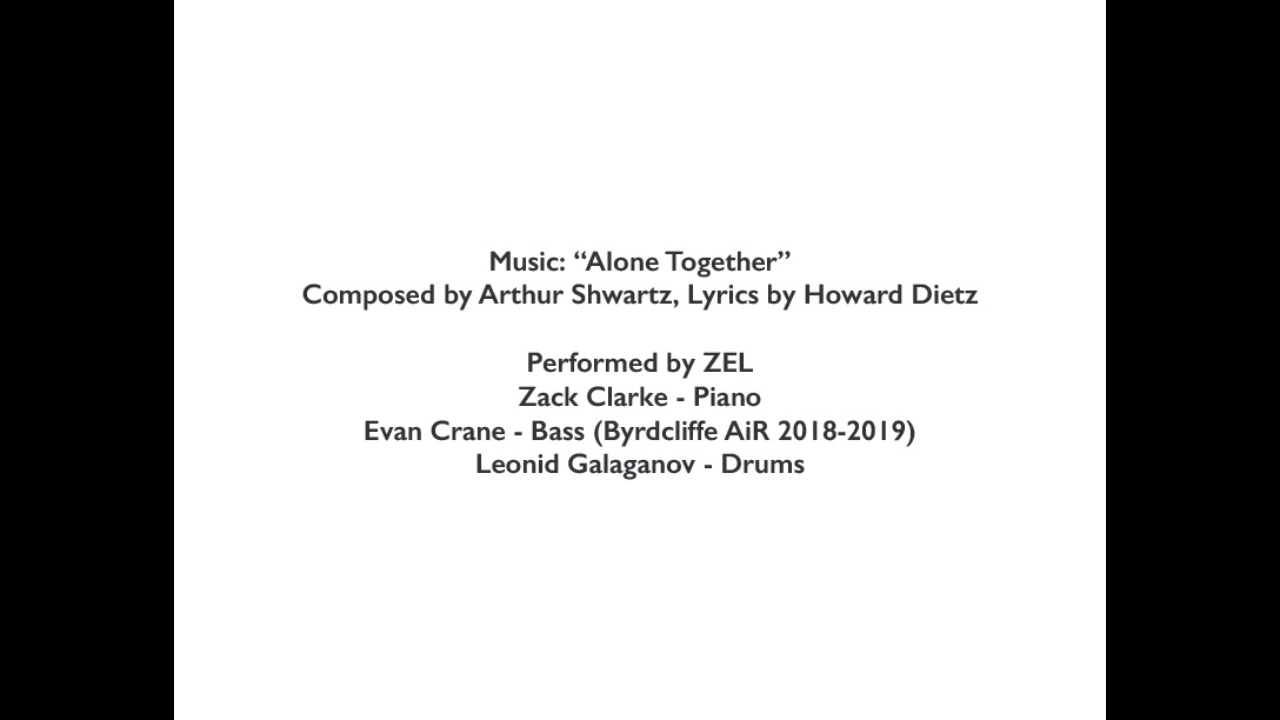 Music: “Alone Together”
Composed by Arthur Shwartz, Lyrics by Howard Dietz
Performed by ZEL
Zack Clarke - Piano
Evan Crane - Bass (Byrdcliffe AiR 2018-2019)
Leonid Galaganov - Drums